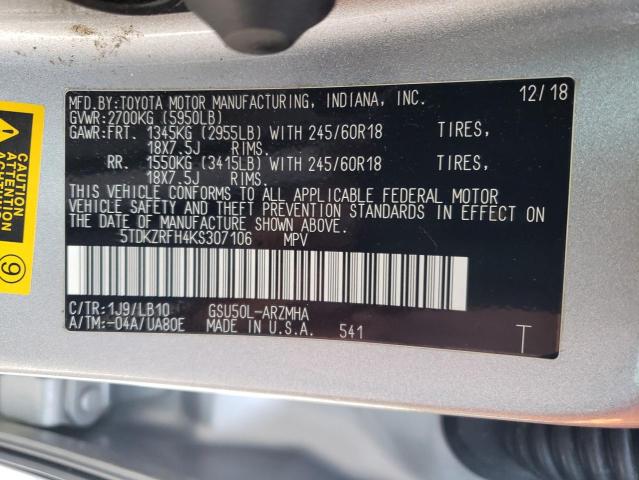 MFD.BY:TOYOTA MOTOR MANUFACTURING, INDIANA, INC. 12/18
GVWR:2700KG (5950LB)
GAWR:FRT. 1345KG (2955LB) WITH 245/60R18 TIRES,
18X7.5J RIMS.
RR. 1550KG (3415LB) WITH 245/60R18 TIRES,
18X7.5J RIMS.
THIS VEHICLE CONFORMS TO ALL APPLICABLE FEDERAL MOTOR
VEHICLE SAFETY AND THEFT PREVENTION STANDARDS IN EFFECT ON
THE DATE OF MANUFACTURE SHOWN ABOVE.
5TDKZRFH4KS307106 MPV
C/TR:1J9/LB10 GSU50L-ARZMHA
A/TM:-04A/UA80E MADE IN U.S.A. 541 T
9